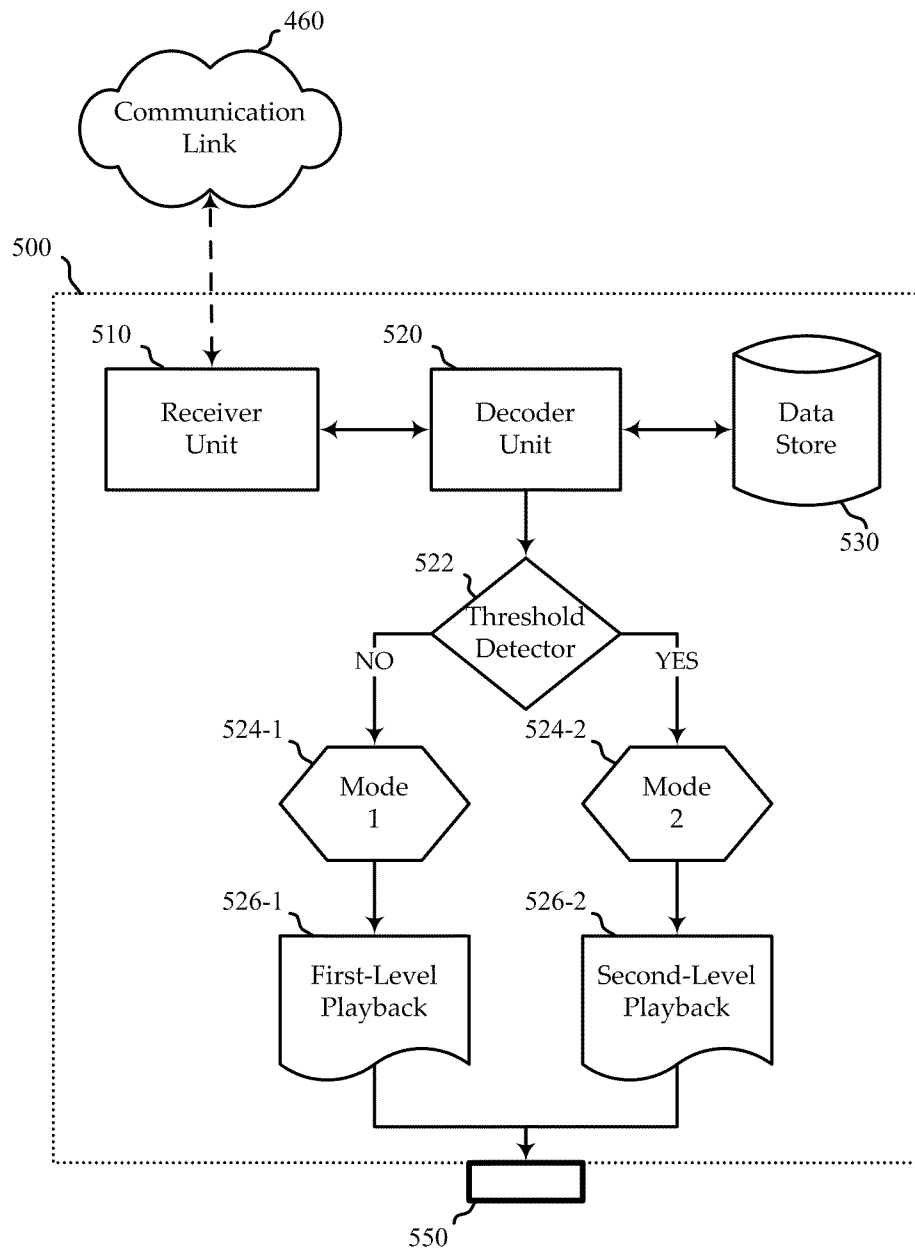 460
Communication
Link
500
510
520
Receiver
Unit
Decoder
Unit
Data
Store
530
522
Threshold
Detector
NO
YES
524-1
524-2
Mode
1
Mode
2
526-1
526-2
First-Level
Playback
Second-Level
Playback
550